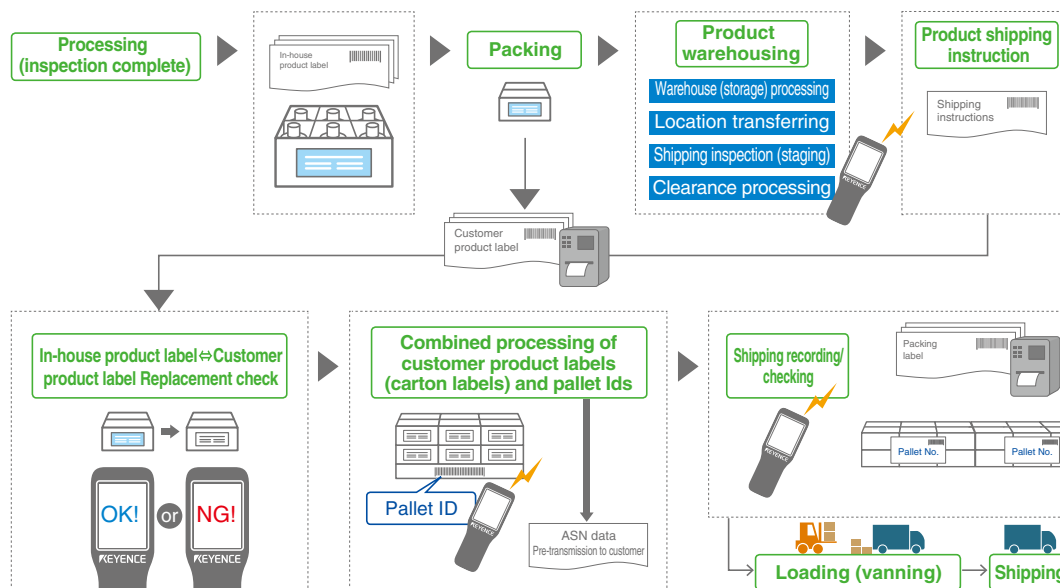 Processing
(inspection complete)
In-house
product label
Packing
Product
warehousing
Warehouse (storage) processing
Location transferring
Shipping inspection (staging)
Clearance processing
KEYENCE
Product shipping
instruction
Shipping
instructions
Customer
product label
In-house product label⇔Customer
product label Replacement check
OK!
or
NG!
KEYENCE
KEYENCE
Combined processing of
customer product labels
(carton labels) and pallet Ids
Pallet ID
KEYENCE
ASN data
Pre-transmission to customer
Shipping recording/
checking
KEYENCE
Packing
label
Pallet No.
Pallet No.
Loading (vanning)
Shipping